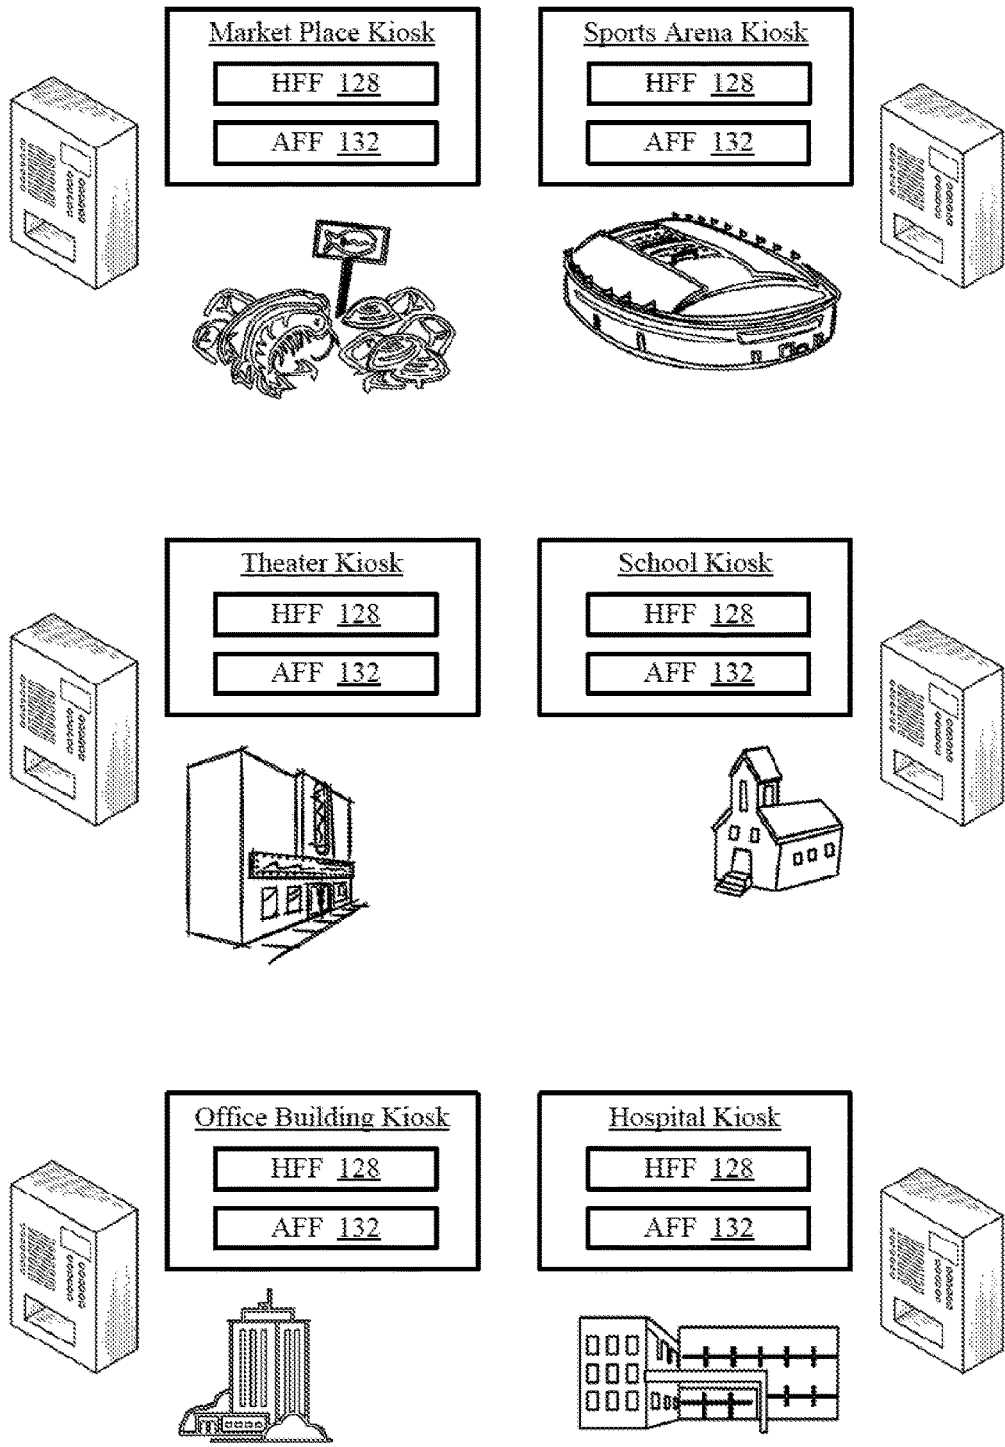 Market Place Kiosk
HFF 128
AFF 132
Sports Arena Kiosk
HFF 128
AFF 132
Theater Kiosk
HFF 128
AFF 132
School Kiosk
HFF 128
AFF 132
Office Building Kiosk
HFF 128
AFF 132
Hospital Kiosk
HFF 128
AFF 132